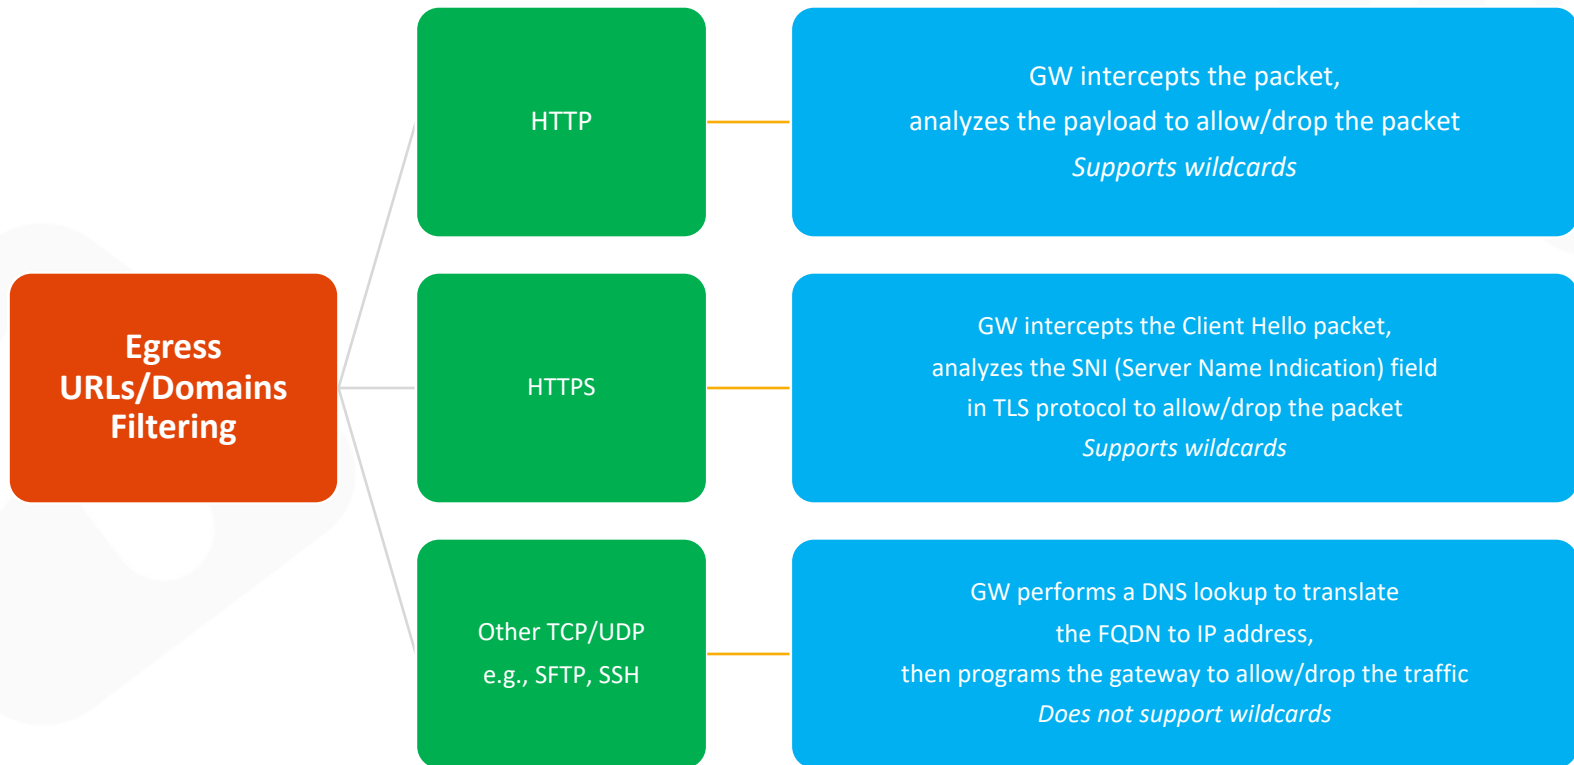 Egress
URLs/Domains
Filtering
HTTP
GW intercepts the packet,
analyzes the payload to allow/drop the packet
Supports wildcards
HTTPS
GW intercepts the Client Hello packet,
analyzes the SNI (Server Name Indication) field
in TLS protocol to allow/drop the packet
Supports wildcards
Other TCP/UDP
e.g., SFTP, SSH
GW performs a DNS lookup to translate
the FQDN to IP address,
then programs the gateway to allow/drop the traffic
Does not support wildcards